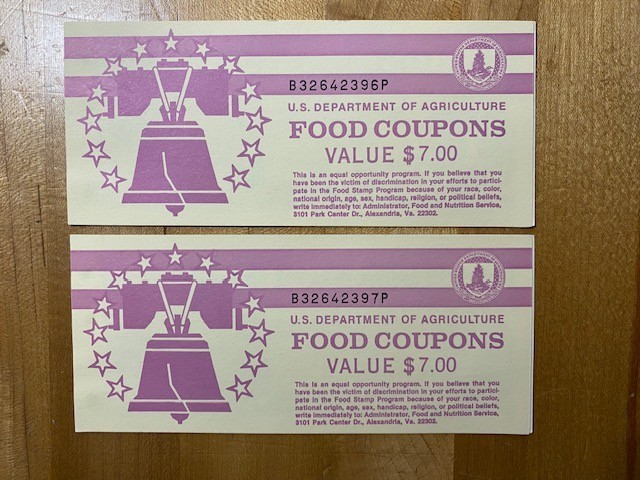 B32642396P
U.S. DEPARTMENT OF AGRICULTURE
FOOD COUPONS
VALUE $7.00
This is an equal opportunity program. If you believe that you
have been the victim of discrimination in your efforts to partici-
pate in the Food Stamp Program because of your race, color,
national origin, age, sex, handicap, religion, or political beliefs,
write immediately to: Administrator, Food and Nutrition Service,
3101 Park Center Dr., Alexandria, Va. 22302.
B32642397P
U.S. DEPARTMENT OF AGRICULTURE
FOOD COUPONS
VALUE $7.00
This is an equal opportunity program. If you believe that you
have been the victim of discrimination in your efforts to partici-
pate in the Food Stamp Program because of your race, color,
national origin, age, sex, handicap, religion, or political beliefs,
write immediately to: Administrator, Food and Nutrition Service,
3101 Park Center Dr., Alexandria, Va. 22302.